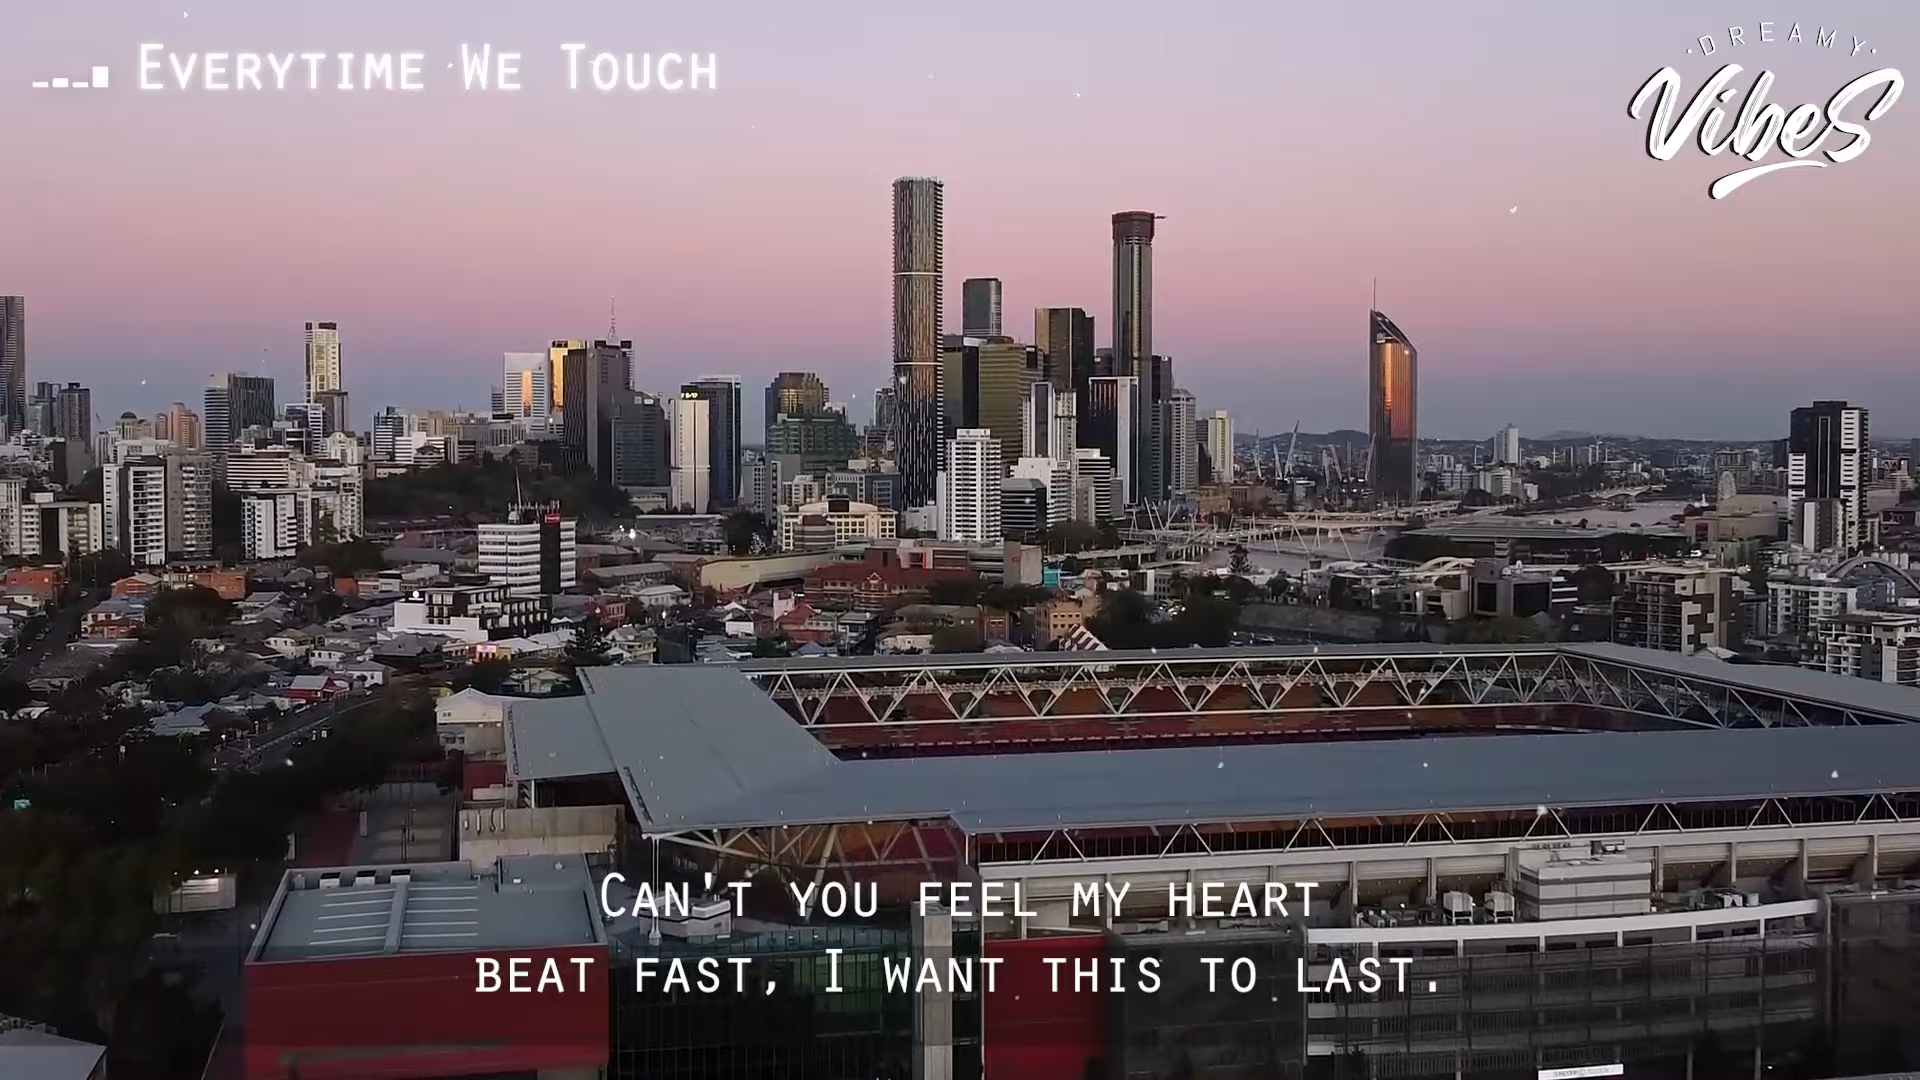 Everytime We Touch
·DREAMY·
Vibes
Can't you feel my heart
beat fast, I want this to last.